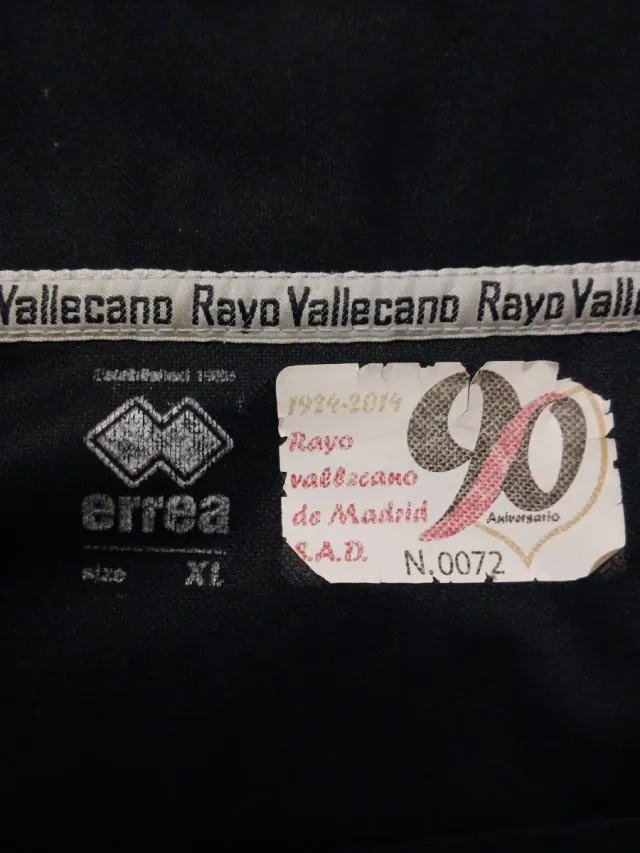 Vallecano Rayo Vallecano Rayo Valle
Established 1988
errea
size XL
1924-2014
Rayo
vallecano
de Madrid
S.A.D.
90
Aniversario
N.0072